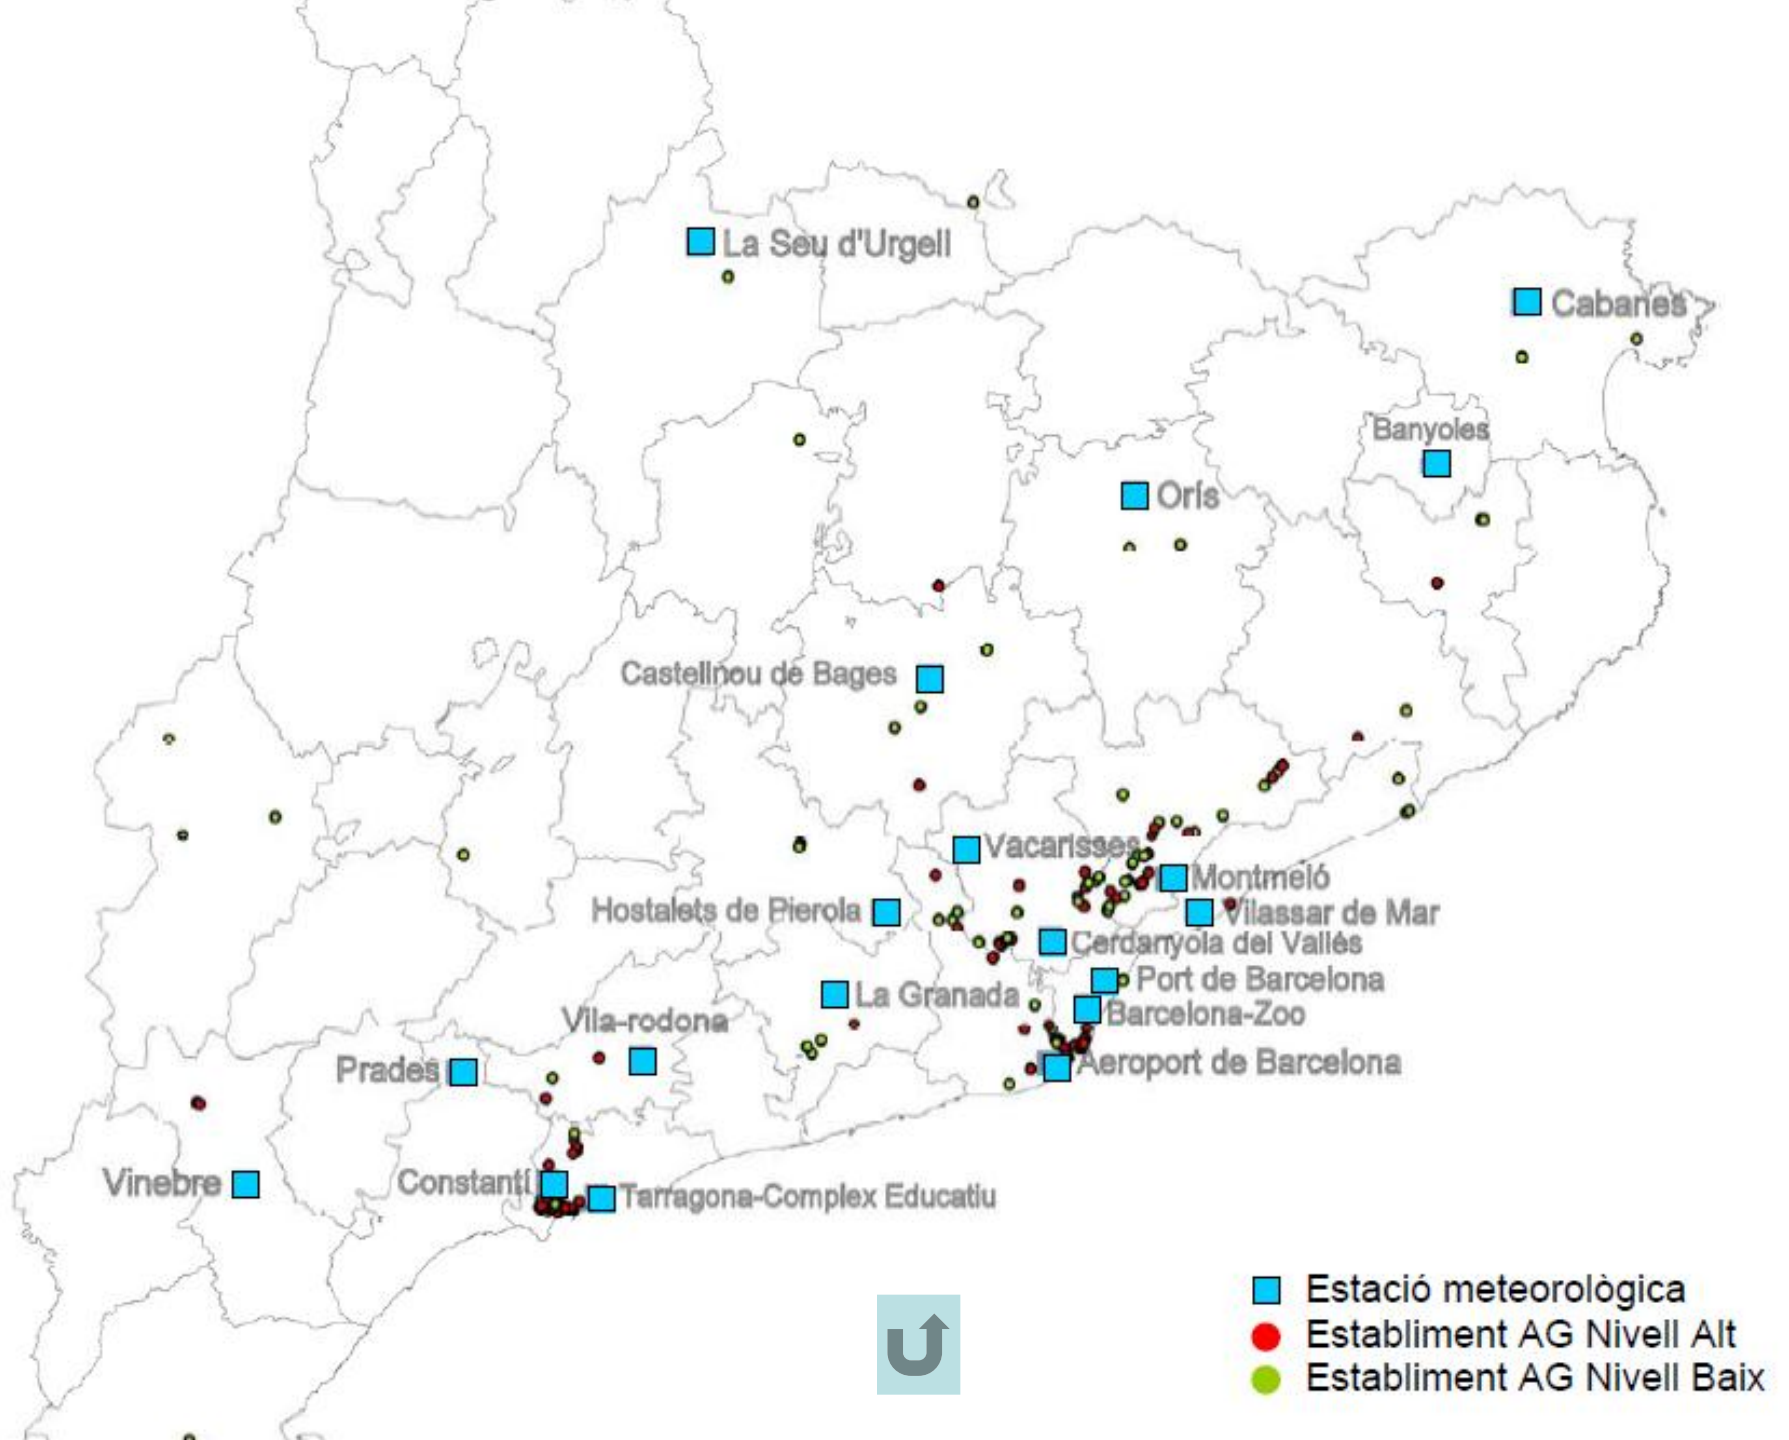 La Seu d'Urgell
Cabanes
Banyoles
Orís
Castellnou de Bages
Vacarisses
Montmeló
Hostalets de Pierola
Vilassar de Mar
Cerdanyola del Vallès
Port de Barcelona
La Granada
Barcelona-Zoo
Vila-rodona
Prades
Aeroport de Barcelona
Vinebre
Constantí
Tarragona-Complex Educatiu
Estació meteorològica
Establiment AG Nivell Alt
Establiment AG Nivell Baix